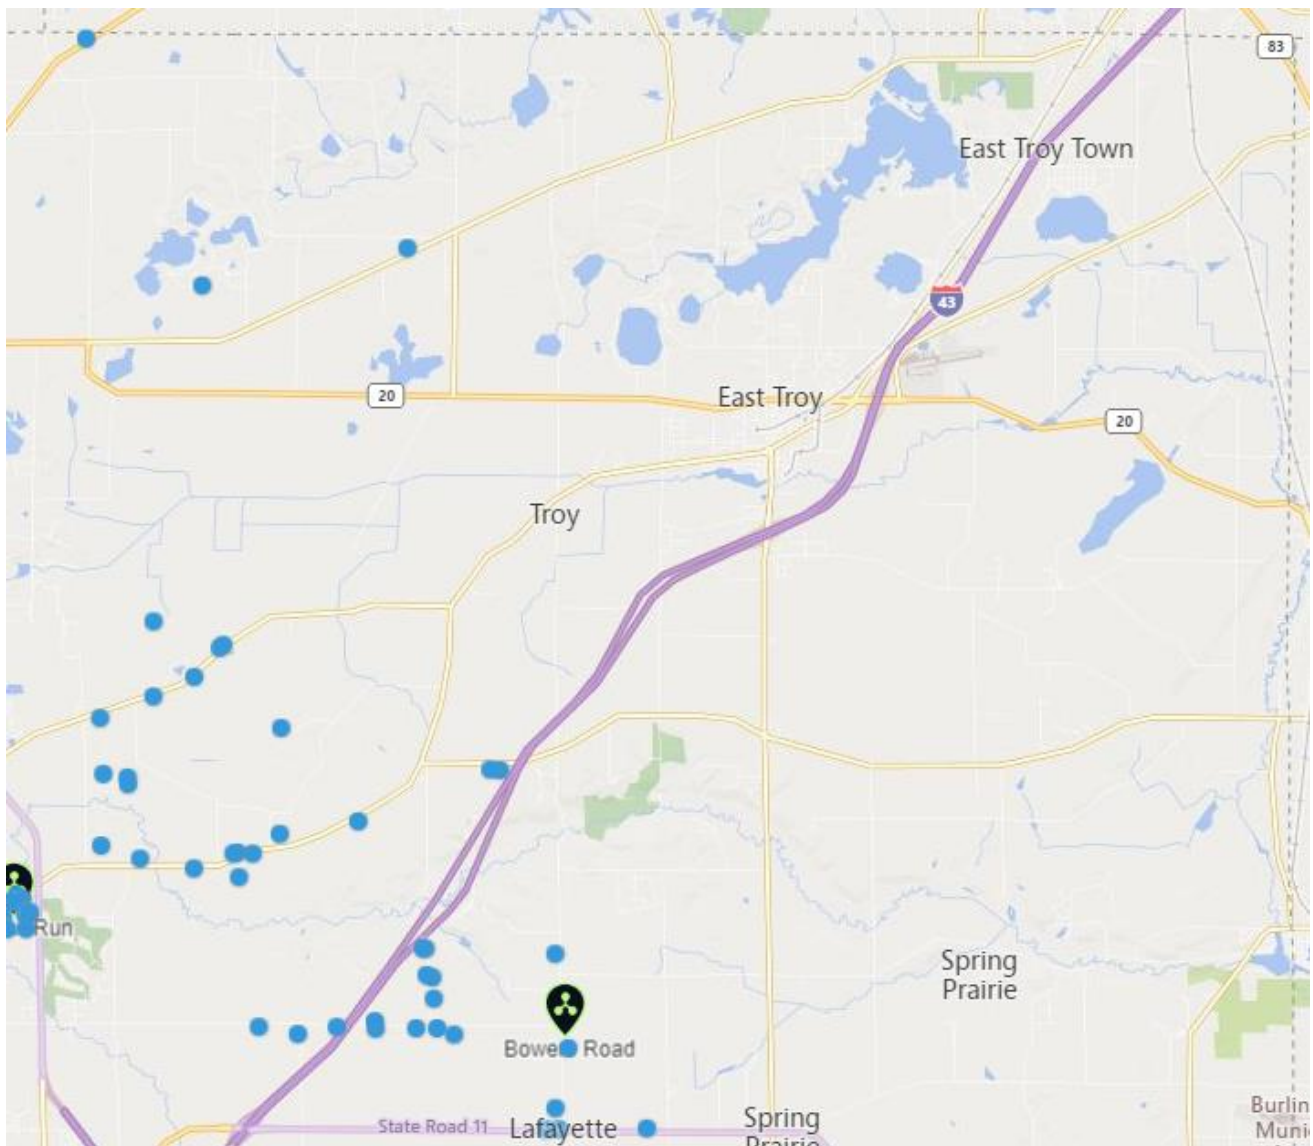 83
East Troy Town
43
20
East Troy
20
Troy
Run
Spring
Prairie
Road
State Road 11
Lafayette
Spring